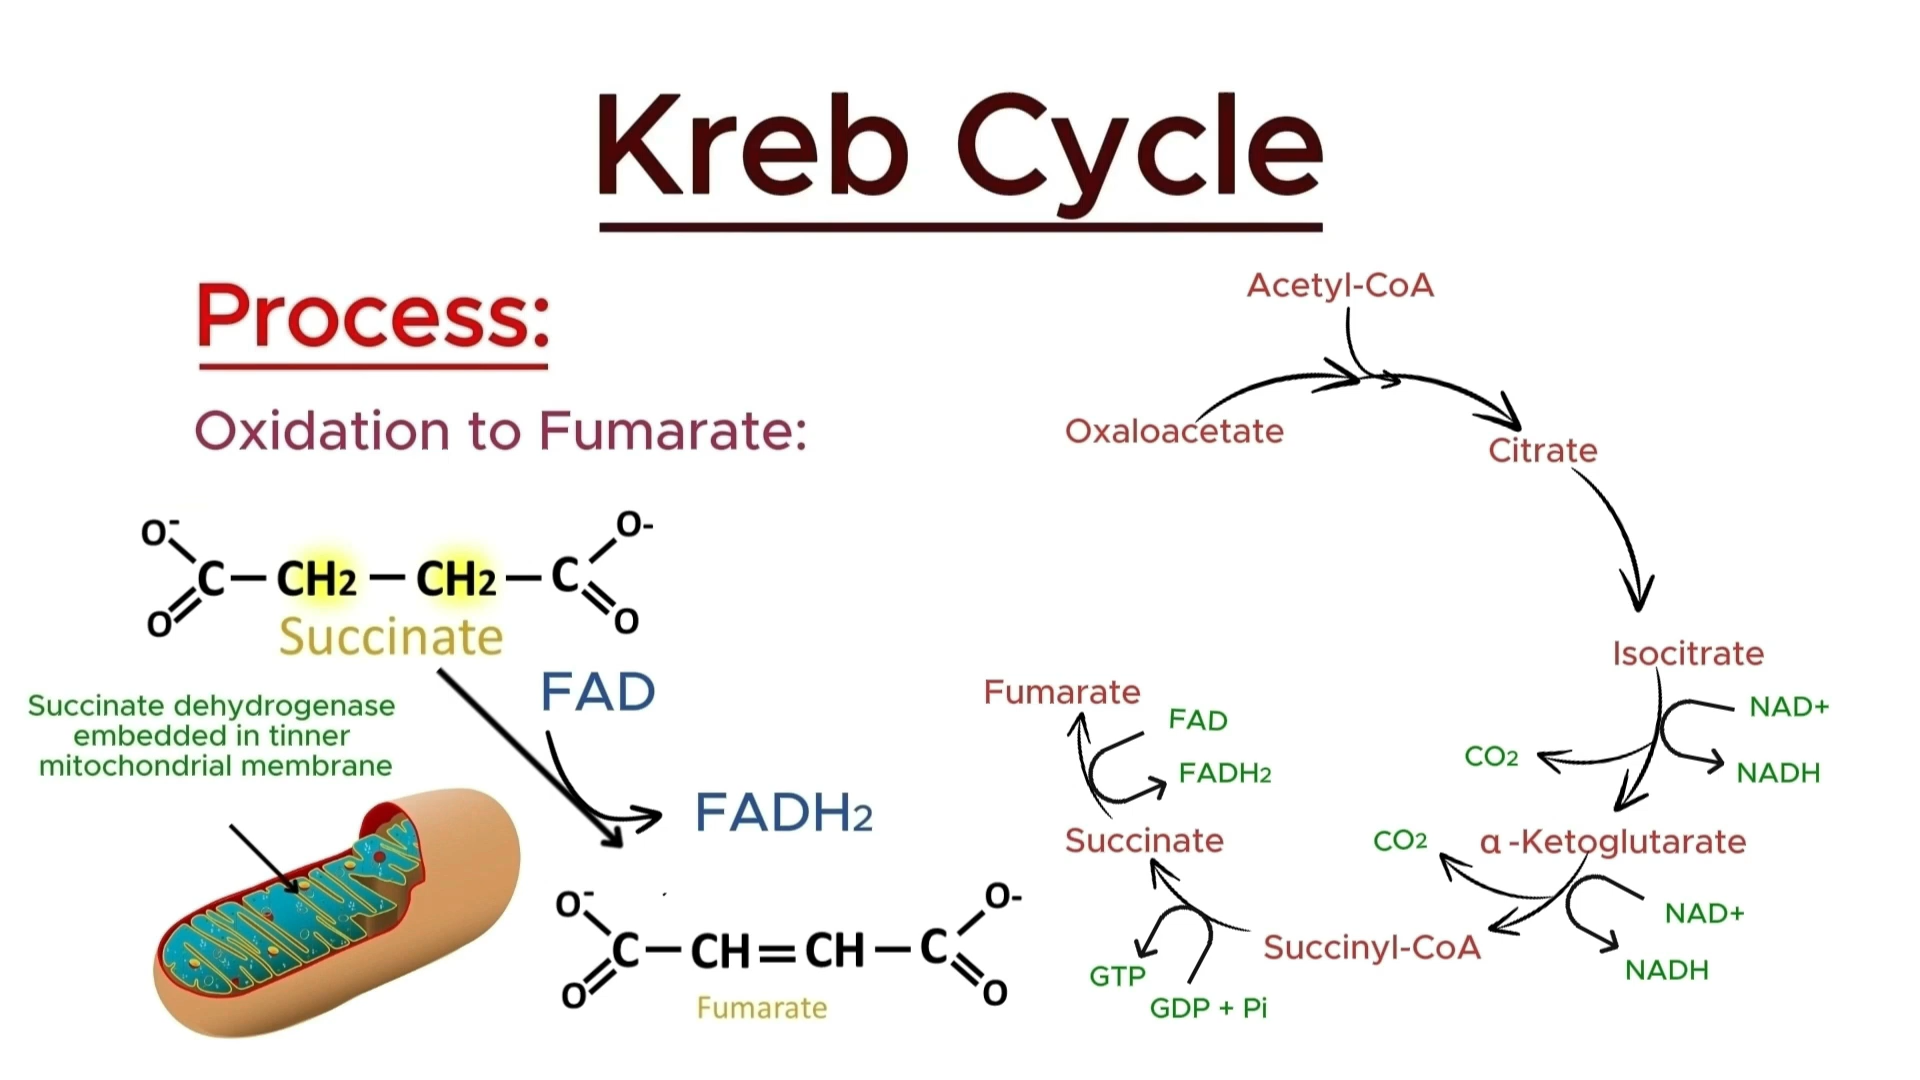 Kreb Cycle
Process:
Oxidation to Fumarate:
O-
O-
C — CH2 — CH2 — C
O
O
Succinate
FAD
Succinate dehydrogenase
embedded in tinner
mitochondrial membrane
FADH2
O-
O-
C — CH = CH — C
O
O
Fumarate
Acetyl-CoA
Oxaloacetate
Citrate
Isocitrate
NAD+
CO2
NADH
α -Ketoglutarate
CO2
NAD+
NADH
Succinyl-CoA
GDP + Pi
GTP
Succinate
FAD
FADH2
Fumarate